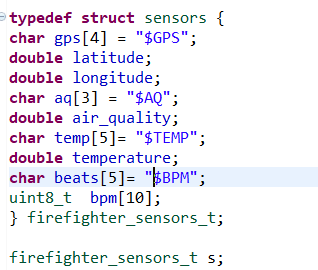 typedef struct sensors {
char gps[4] = "$GPS";
double latitude;
double longitude;
char aq[3] = "$AQ";
double air_quality;
char temp[5]= "$TEMP";
double temperature;
char beats[5]= "$BPM";
uint8_t  bpm[10];
} firefighter_sensors_t;
firefighter_sensors_t s;